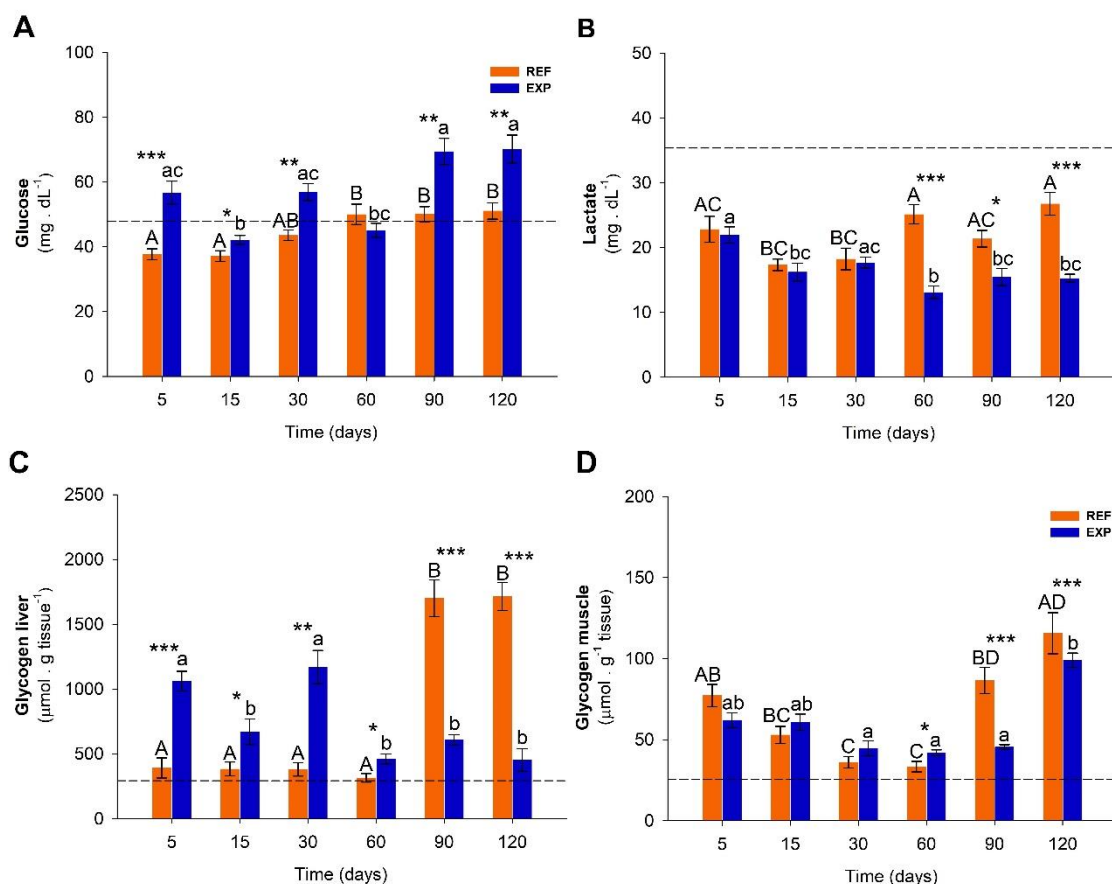 A
Glucose
(mg . dL⁻¹)
100
80
60
40
20
0
REF
EXP
***
A
ac
*
A
b
**
AB
ac
B
bc
**
B
a
**
B
a
5 15 30 60 90 120
Time (days)
B
Lactate
(mg . dL⁻¹)
50
40
30
20
10
0
AC
a
BC
bc
BC
ac
A
***
b
AC
*
bc
A
***
bc
5 15 30 60 90 120
Time (days)
C
Glycogen liver
(μmol . g tissue⁻¹)
2500
2000
1500
1000
500
0
***
A
a
*
A
b
**
A
a
*
A
b
B
***
b
B
***
b
5 15 30 60 90 120
Time (days)
D
Glycogen muscle
(μmol . g⁻¹ tissue)
200
150
100
50
0
REF
EXP
AB
ab
BC
ab
C
a
C
*
a
BD
***
a
AD
***
b
5 15 30 60 90 120
Time (days)